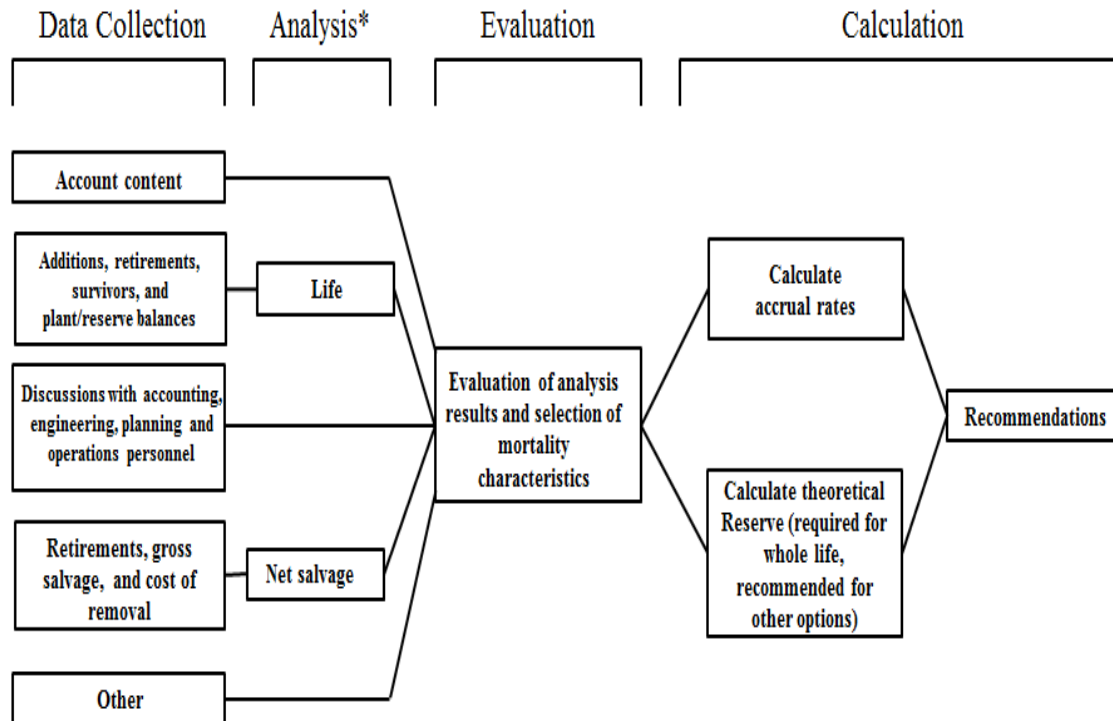 Data Collection
Analysis*
Evaluation
Calculation
Account content
Additions, retirements,
survivors, and
plant/reserve balances
Life
Discussions with accounting,
engineering, planning and
operations personnel
Retirements, gross
salvage, and cost of
removal
Net salvage
Other
Evaluation of analysis
results and selection of
mortality
characteristics
Calculate
accrual rates
Calculate theoretical
Reserve (required for
whole life,
recommended for
other options)
Recommendations